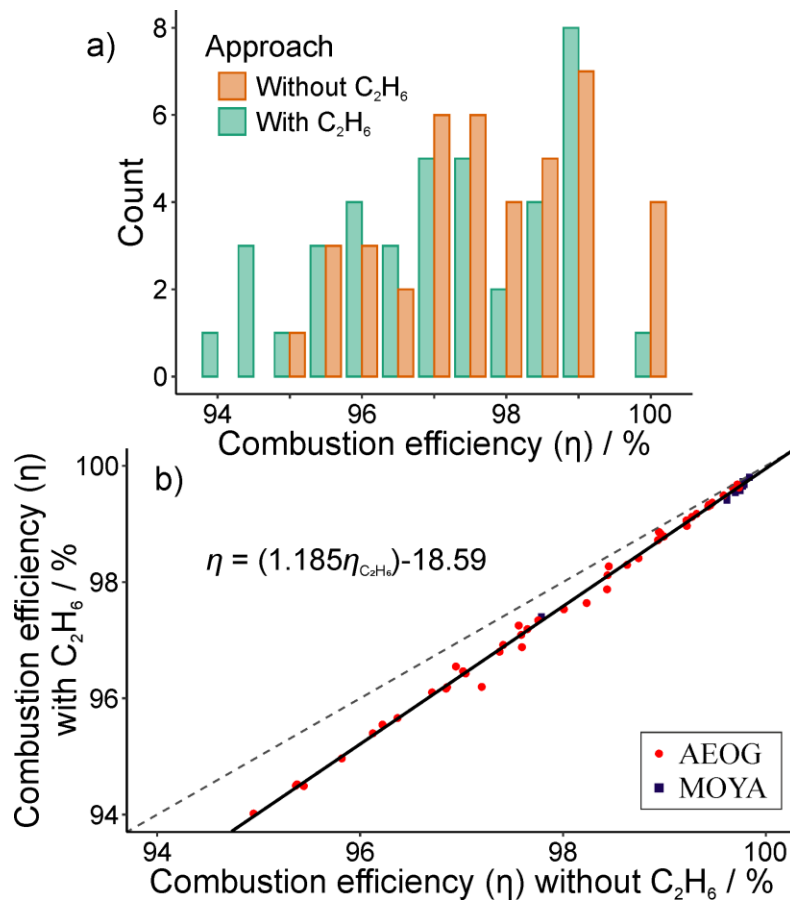 a)
8
6
4
2
0
Count
Approach
Without C₂H₆
With C₂H₆
94 96 98 100
Combustion efficiency (η) / %
b)
100
98
96
94
Combustion efficiency (η)
with C₂H₆ / %
η = (1.185η_C₂H₆)-18.59
AEOG
MOYA
94 96 98 100
Combustion efficiency (η) without C₂H₆ / %